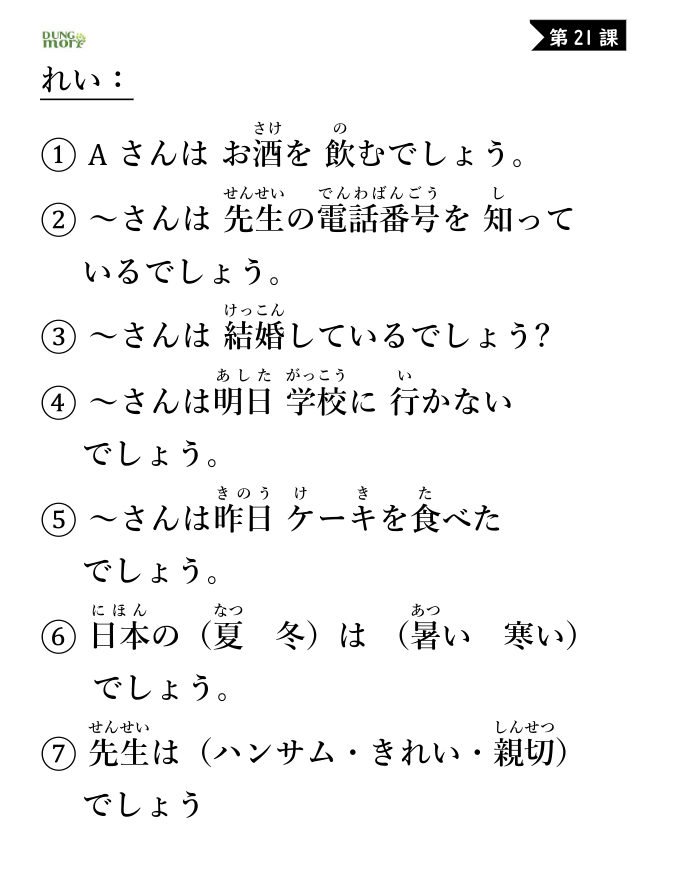 DUNG
mori
第21課
れい：
さけ の
① A さんは お酒を 飲むでしょう。
せんせい でんわばんごう し
② ～さんは 先生の電話番号を 知って
いるでしょう。
けっこん
③ ～さんは 結婚しているでしょう?
あした がっこう い
④ ～さんは明日 学校に 行かない
でしょう。
きのう け き た
⑤ ～さんは昨日 ケーキを食べた
でしょう。
にほん なつ あつ
⑥ 日本の（夏　冬）は （暑い　寒い）
でしょう。
せんせい しんせつ
⑦ 先生は（ハンサム・きれい・親切）
でしょう